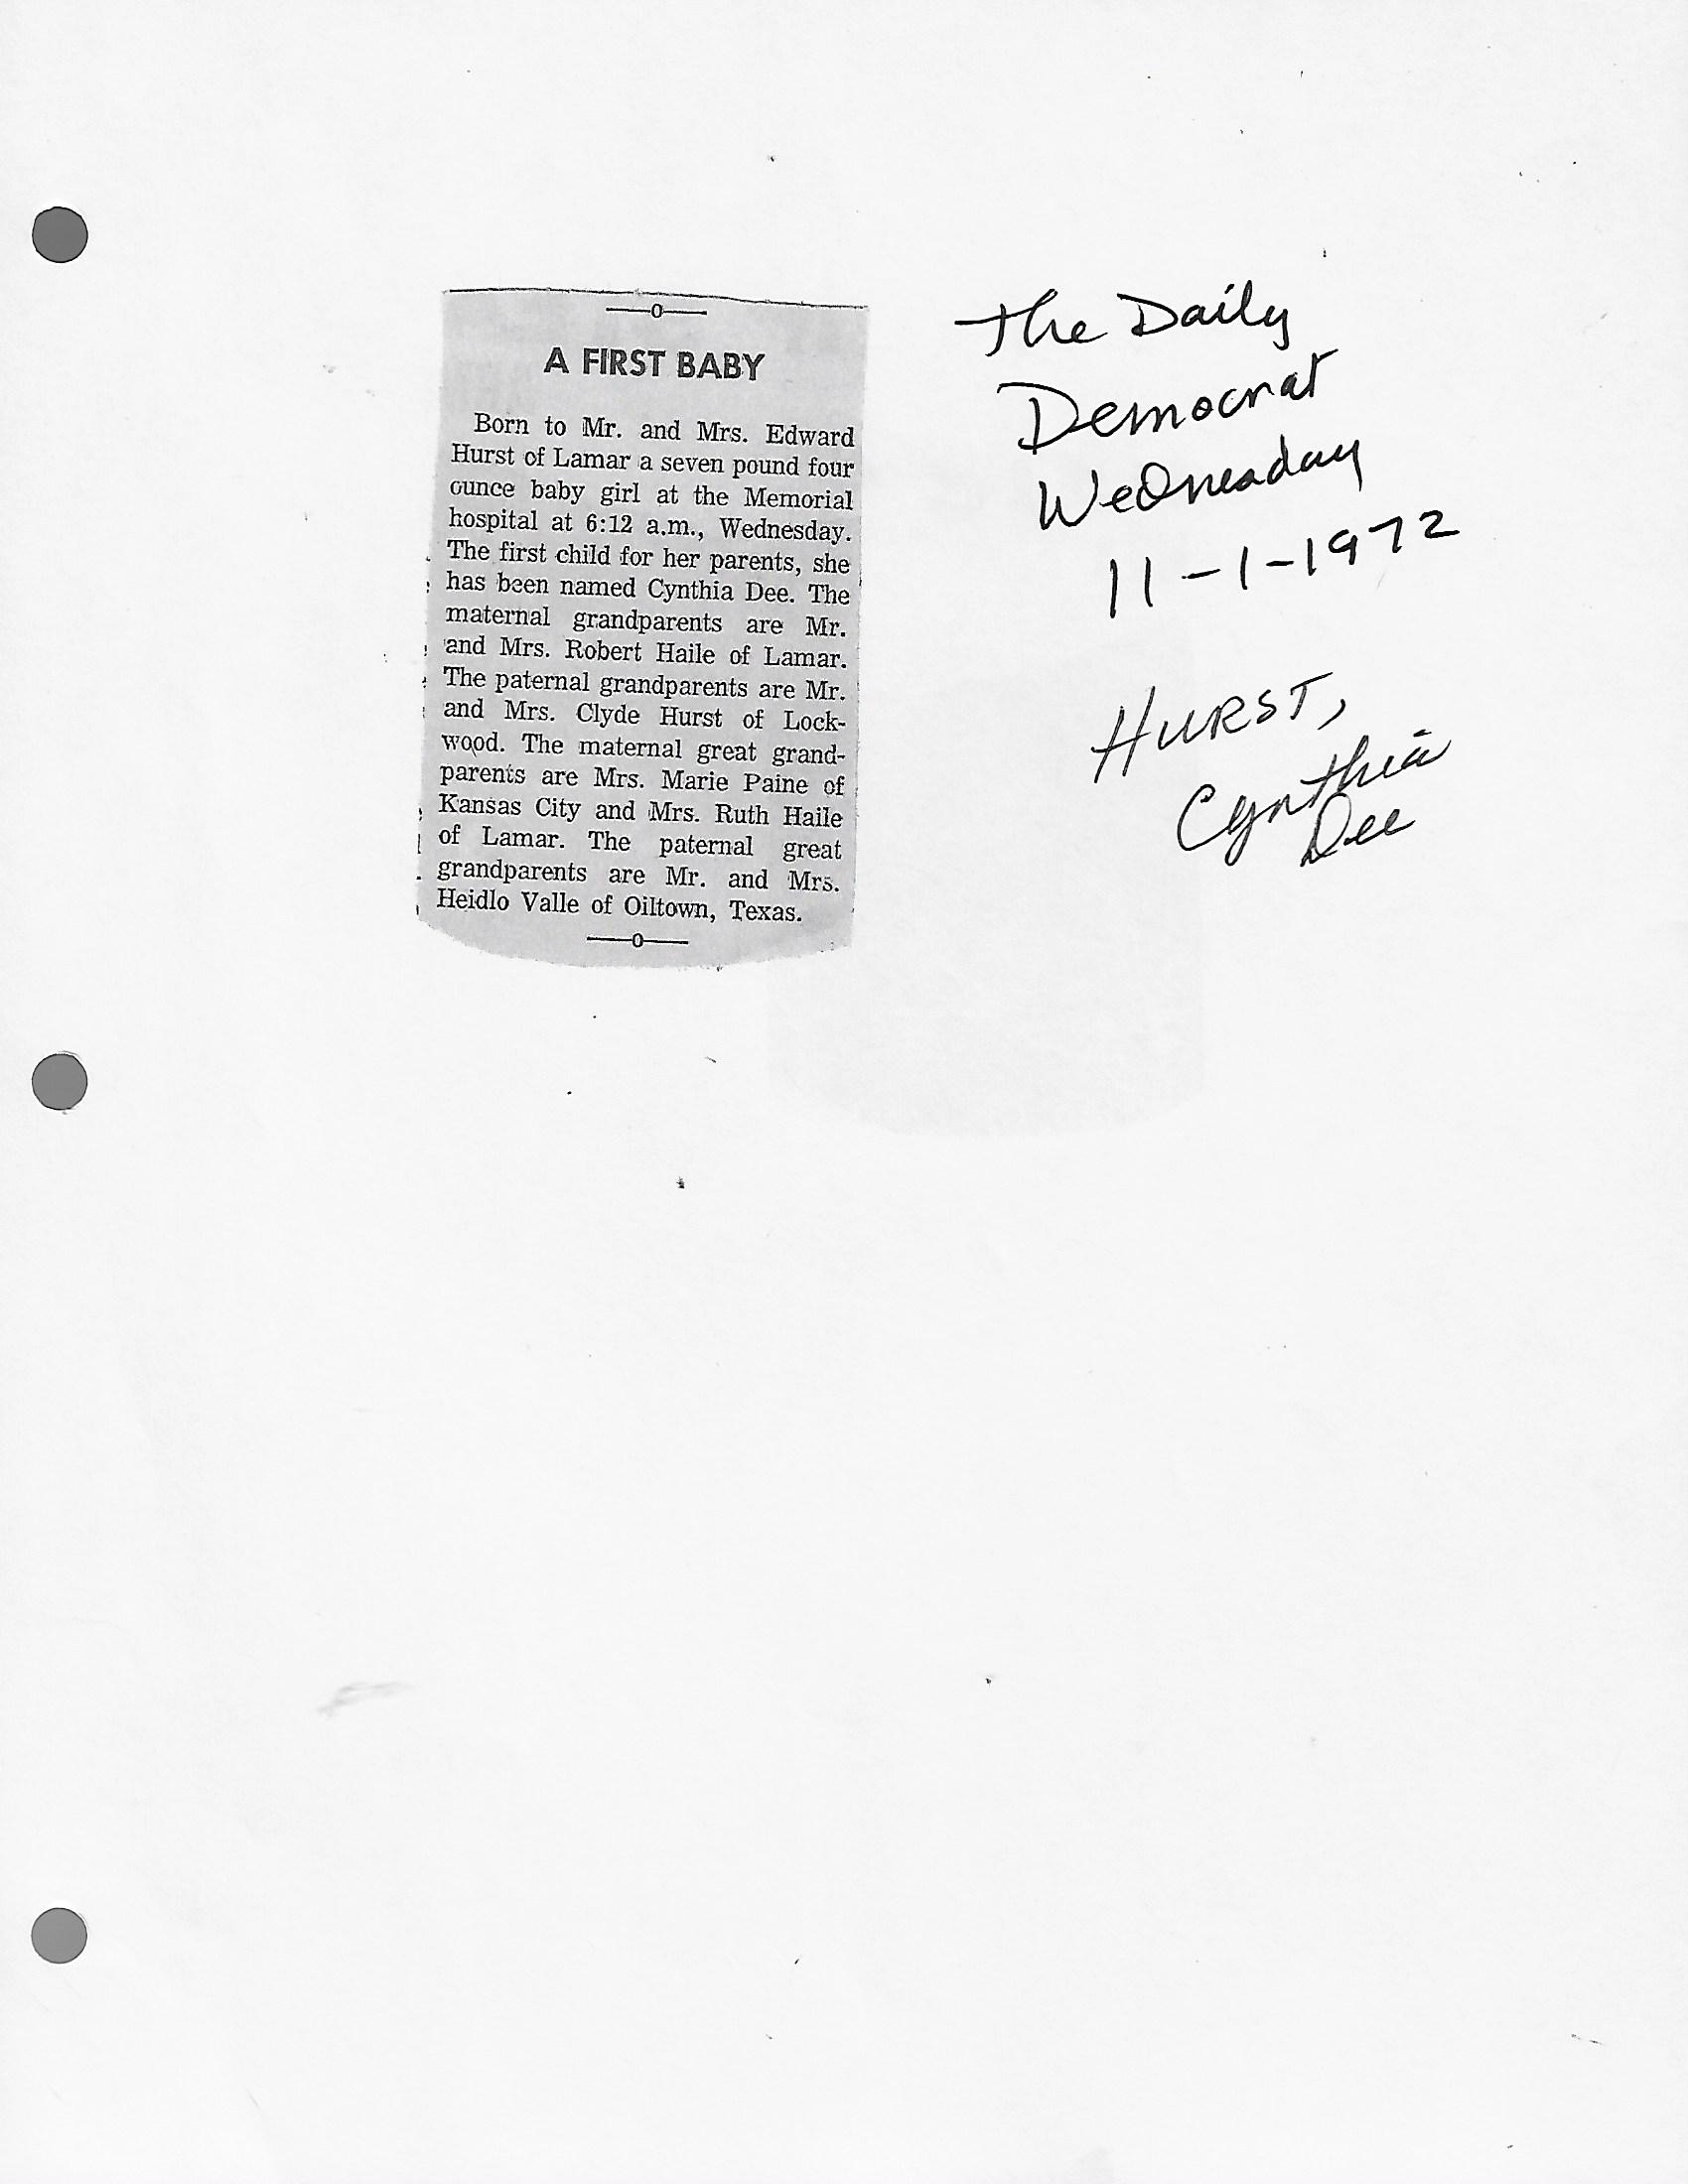 —o—
A FIRST BABY
Born to Mr. and Mrs. Edward
Hurst of Lamar a seven pound four
ounce baby girl at the Memorial
hospital at 6:12 a.m., Wednesday.
The first child for her parents, she
has been named Cynthia Dee. The
maternal grandparents are Mr.
and Mrs. Robert Haile of Lamar.
The paternal grandparents are Mr.
and Mrs. Clyde Hurst of Lock-
wood. The maternal great grand-
parents are Mrs. Marie Paine of
Kansas City and Mrs. Ruth Haile
of Lamar. The paternal great
grandparents are Mr. and Mrs.
Heidlo Valle of Oiltown, Texas.
—o—
The Daily
Democrat
Wednesday
11-1-1972
HURST,
Cynthia
Dee